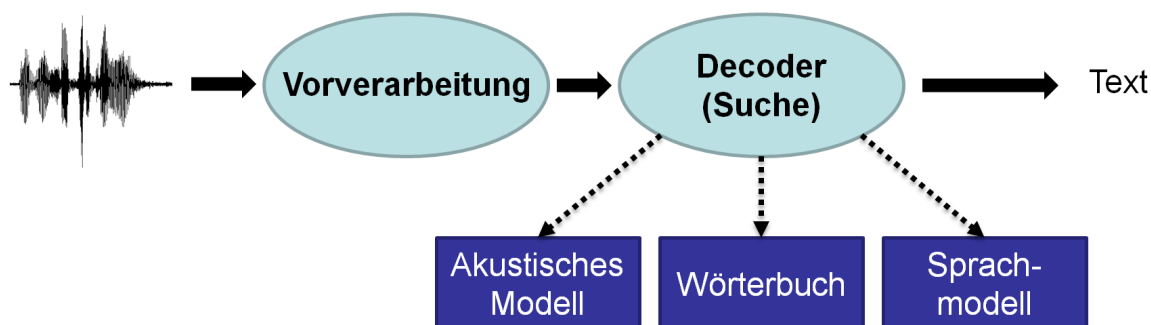 Vorverarbeitung
Decoder
(Suche)
Text
Akustisches
Modell
Wörterbuch
Sprach-
modell